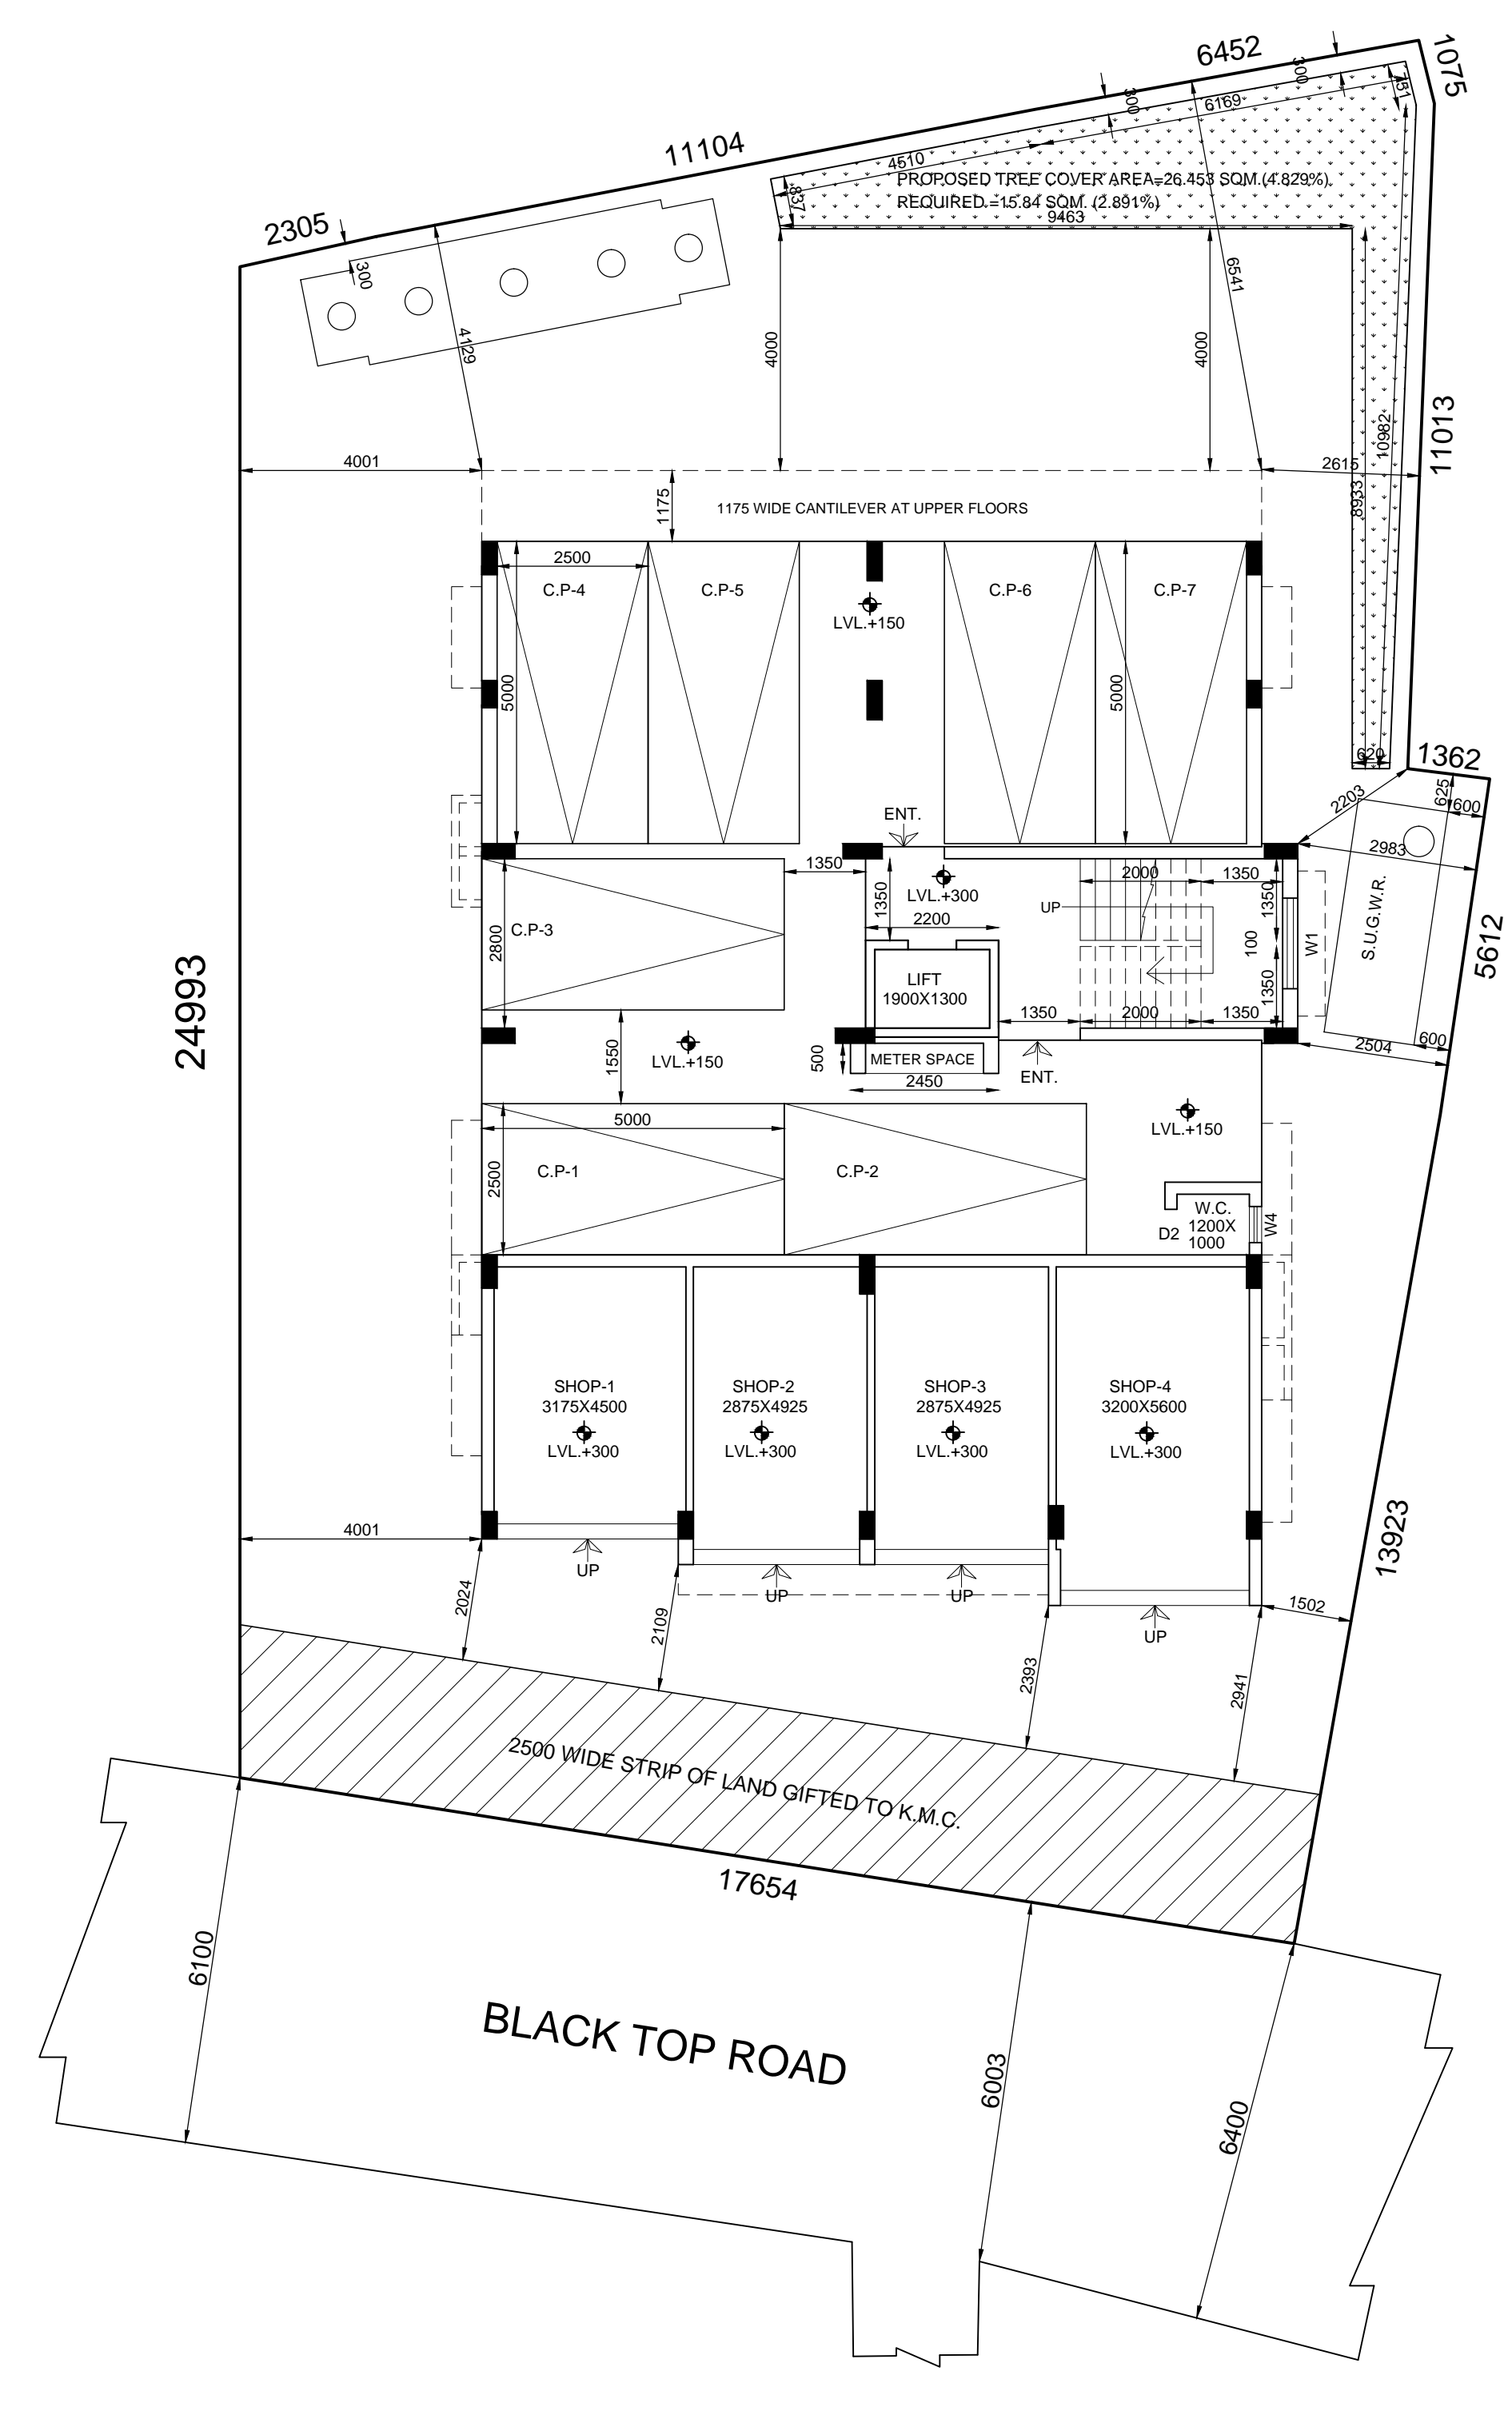 6452
1075
300
300
781
6169
11104
4510
PROPOSED TREE COVER AREA=26.453 SQM.(4.829%)
837
REQUIRED =15.84 SQM. (2.891%)
9463
2305
300
4129
6541
4000
4000
11013
10982
4001
2615
8933
1175
1175 WIDE CANTILEVER AT UPPER FLOORS
2500
C.P-4
C.P-5
C.P-6
C.P-7
LVL.+150
5000
5000
620
1362
2203
625
600
ENT.
2983
1350
1350
LVL.+300
2000
1350
1350
UP
2200
C.P-3
2800
100
W1
S.U.G.W.R.
5612
LIFT
1900X1300
1350
24993
1350
2000
1350
600
2504
1550
LVL.+150
500
METER SPACE
ENT.
2450
5000
LVL.+150
2500
C.P-1
C.P-2
W.C.
1200X
1000
D2
W4
SHOP-1
3175X4500
LVL.+300
SHOP-2
2875X4925
LVL.+300
SHOP-3
2875X4925
LVL.+300
SHOP-4
3200X5600
LVL.+300
13923
4001
UP
UP
UP
UP
2024
2109
2393
2941
1502
2500 WIDE STRIP OF LAND GIFTED TO K.M.C.
17654
6100
BLACK TOP ROAD
6003
6400